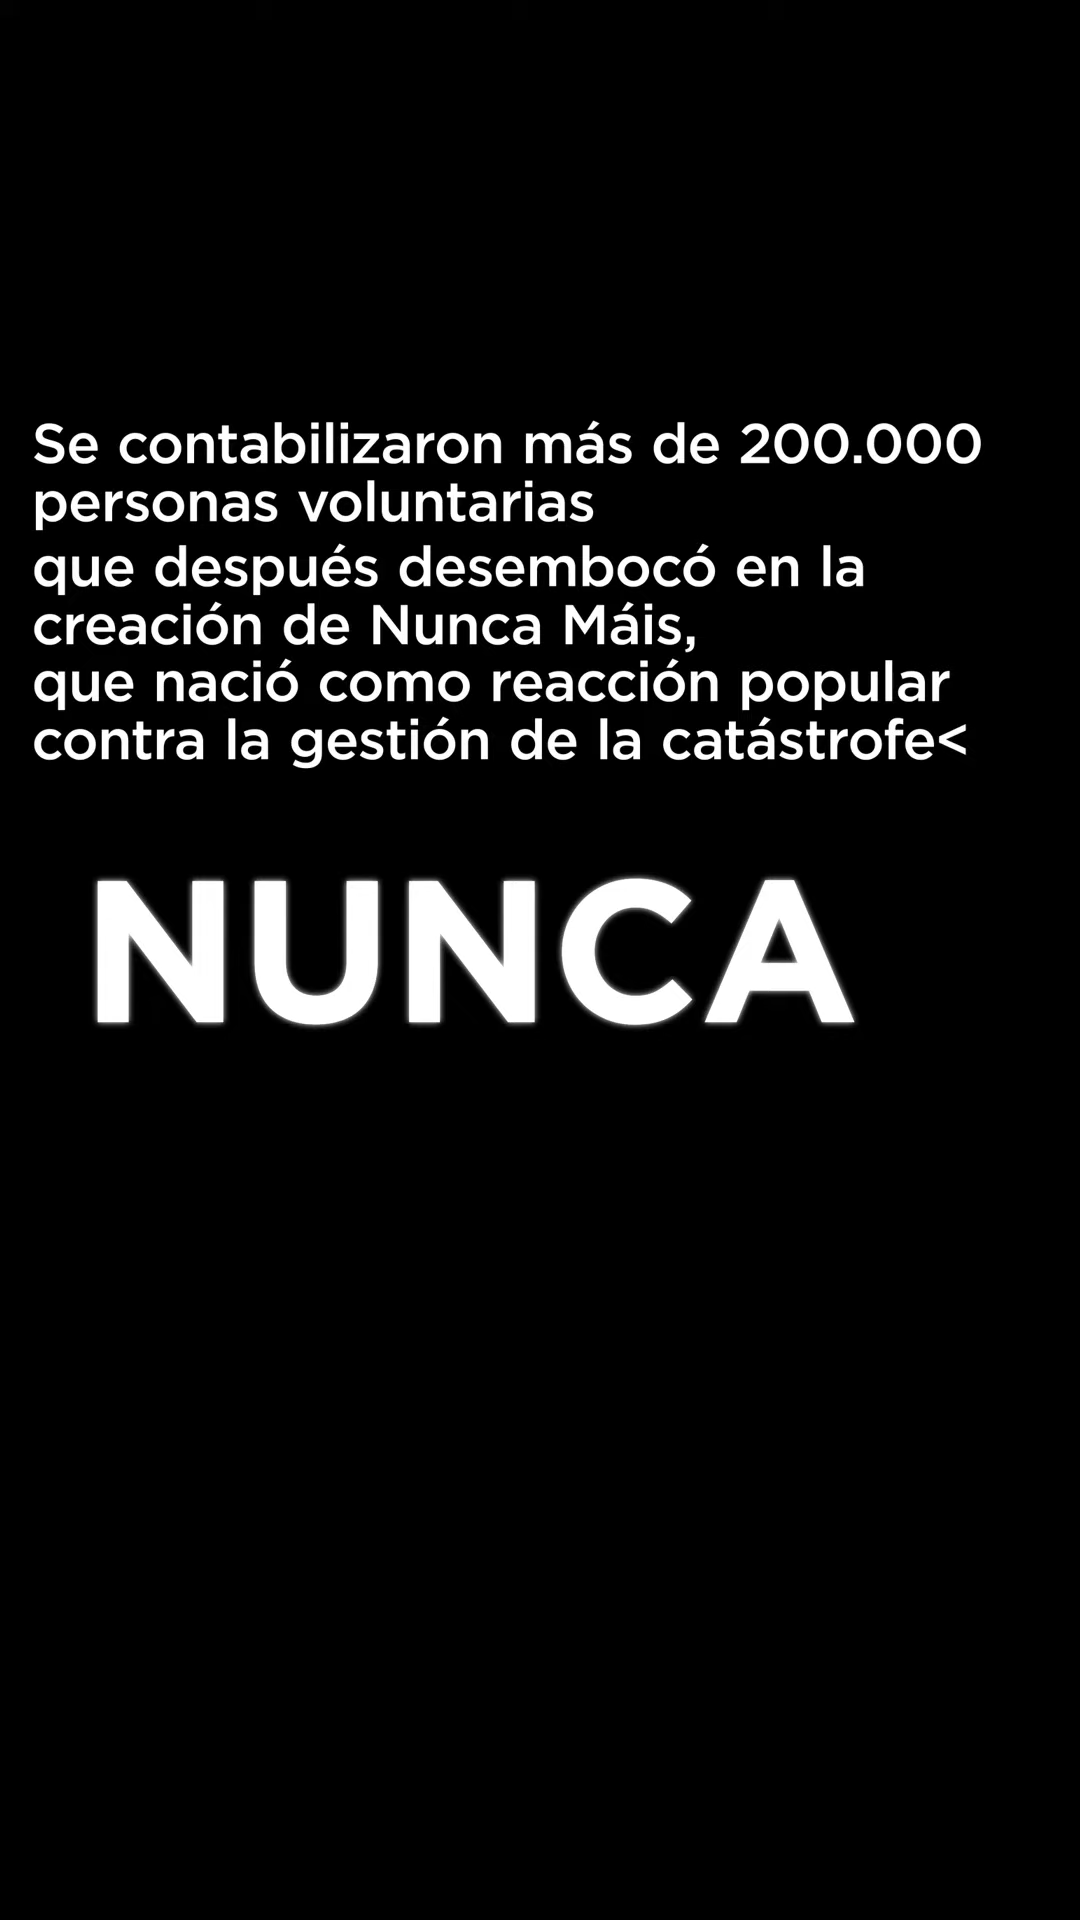 Se contabilizaron más de 200.000
personas voluntarias
que después desembocó en la
creación de Nunca Máis,
que nació como reacción popular
contra la gestión de la catástrofe<
NUNCA